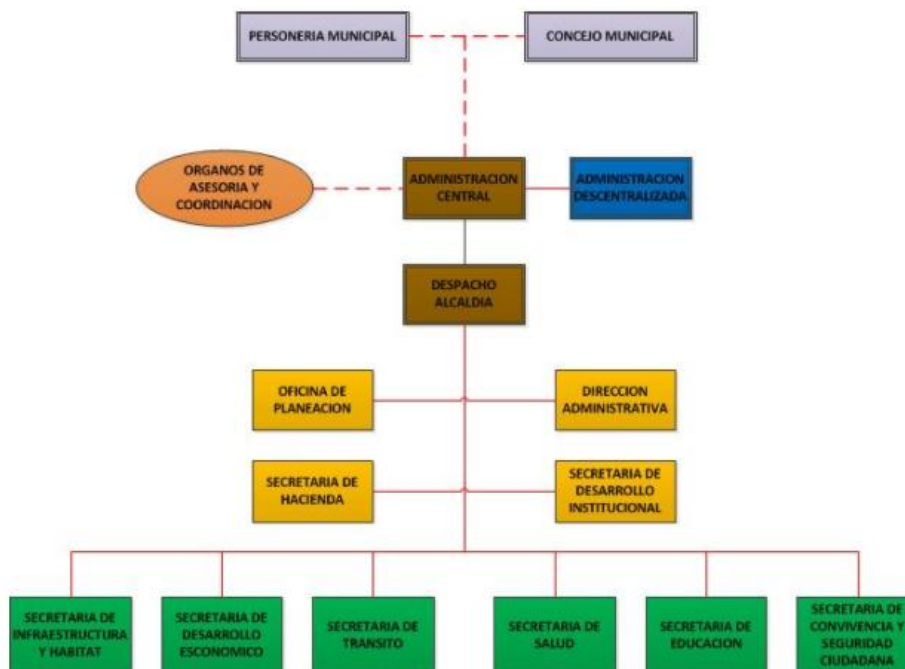 PERSONERIA MUNICIPAL
CONCEJO MUNICIPAL
ORGANOS DE
ASESORIA Y
COORDINACION
ADMINISTRACION
CENTRAL
ADMINISTRACION
DESCENTRALIZADA
DESPACHO
ALCALDIA
OFICINA DE
PLANEACION
DIRECCION
ADMINISTRATIVA
SECRETARIA DE
HACIENDA
SECRETARIA DE
DESARROLLO
INSTITUCIONAL
SECRETARIA DE
INFRAESTRUCTURA
Y HABITAT
SECRETARIA DE
DESARROLLO
ESCONOMICO
SECRETARIA DE
TRANSITO
SECRETARIA DE
SALUD
SECRETARIA DE
EDUCACION
SECRETARIA DE
CONVIVENCIA Y
SEGURIDAD
CIUDADANA